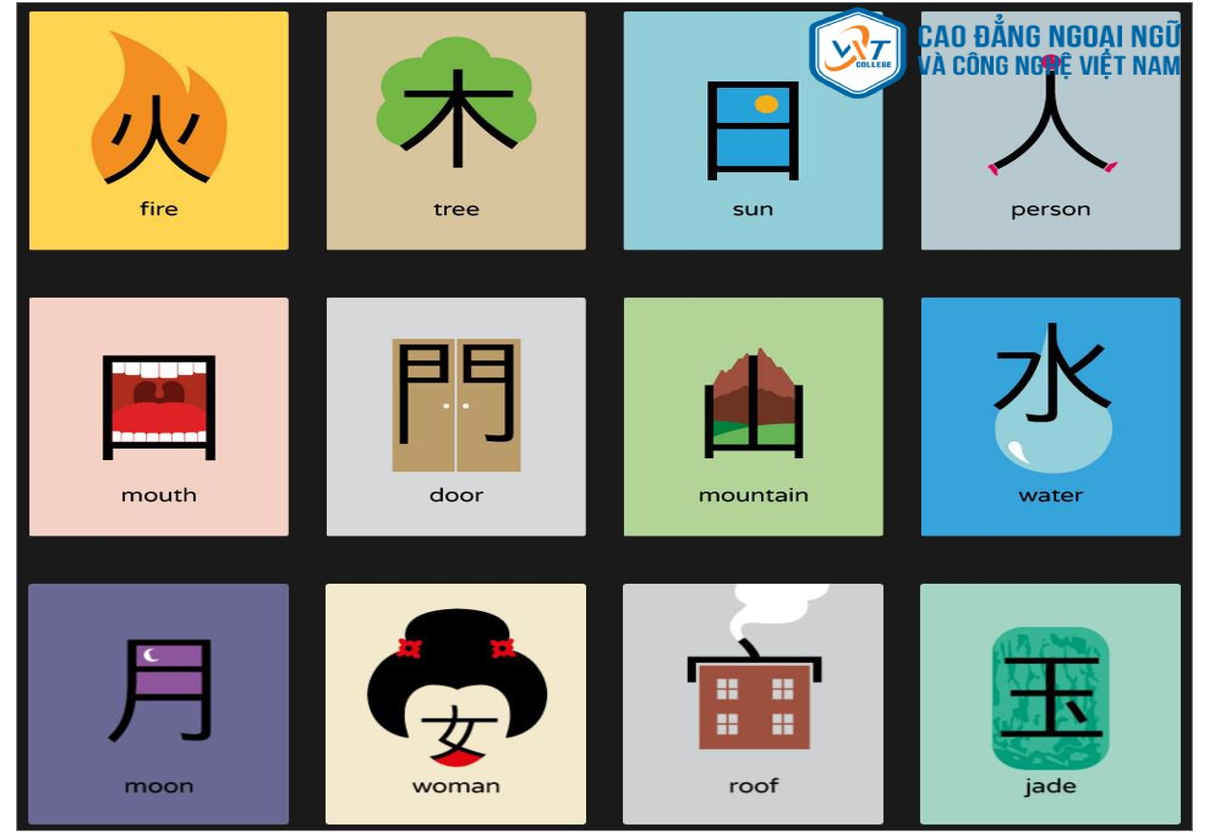 COLLEGE
CAO ĐẲNG NGOẠI NGỮ
VÀ CÔNG NGHỆ VIỆT NAM
火 木 日 人
fire tree sun person
口 門 山 水
mouth door mountain water
月 女 宀 玉
moon woman roof jade